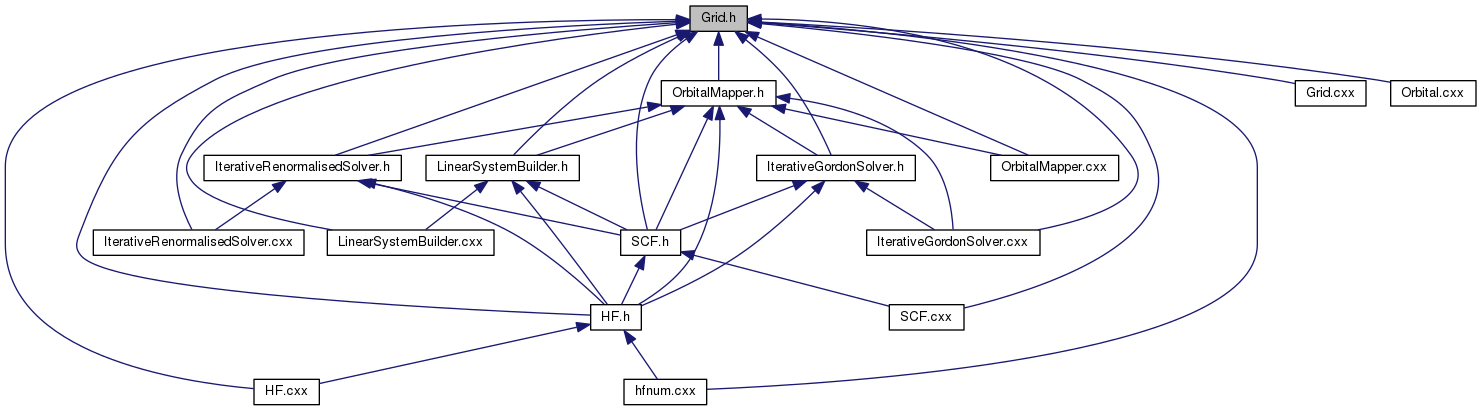 Grid.h
OrbitalMapper.h
Grid.cxx
Orbital.cxx
IterativeRenormalisedSolver.h
LinearSystemBuilder.h
IterativeGordonSolver.h
OrbitalMapper.cxx
IterativeRenormalisedSolver.cxx
LinearSystemBuilder.cxx
SCF.h
IterativeGordonSolver.cxx
HF.h
SCF.cxx
HF.cxx
hfnum.cxx